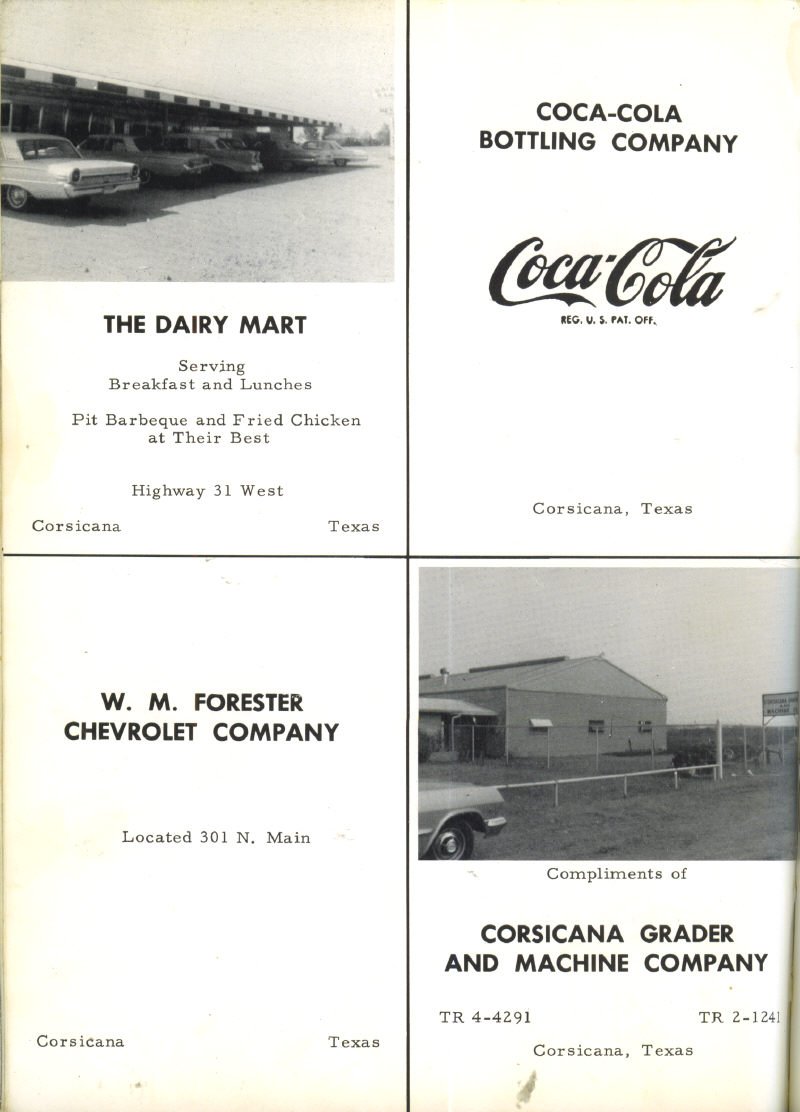 THE DAIRY MART
Serving
Breakfast and Lunches
Pit Barbeque and Fried Chicken
at Their Best
Highway 31 West
Corsicana Texas
COCA-COLA
BOTTLING COMPANY
Coca-Cola
REG. U. S. PAT. OFF.
Corsicana, Texas
W. M. FORESTER
CHEVROLET COMPANY
Located 301 N. Main
Corsicana Texas
Compliments of
CORSICANA GRADER
AND MACHINE COMPANY
TR 4-4291 TR 2-1241
Corsicana, Texas